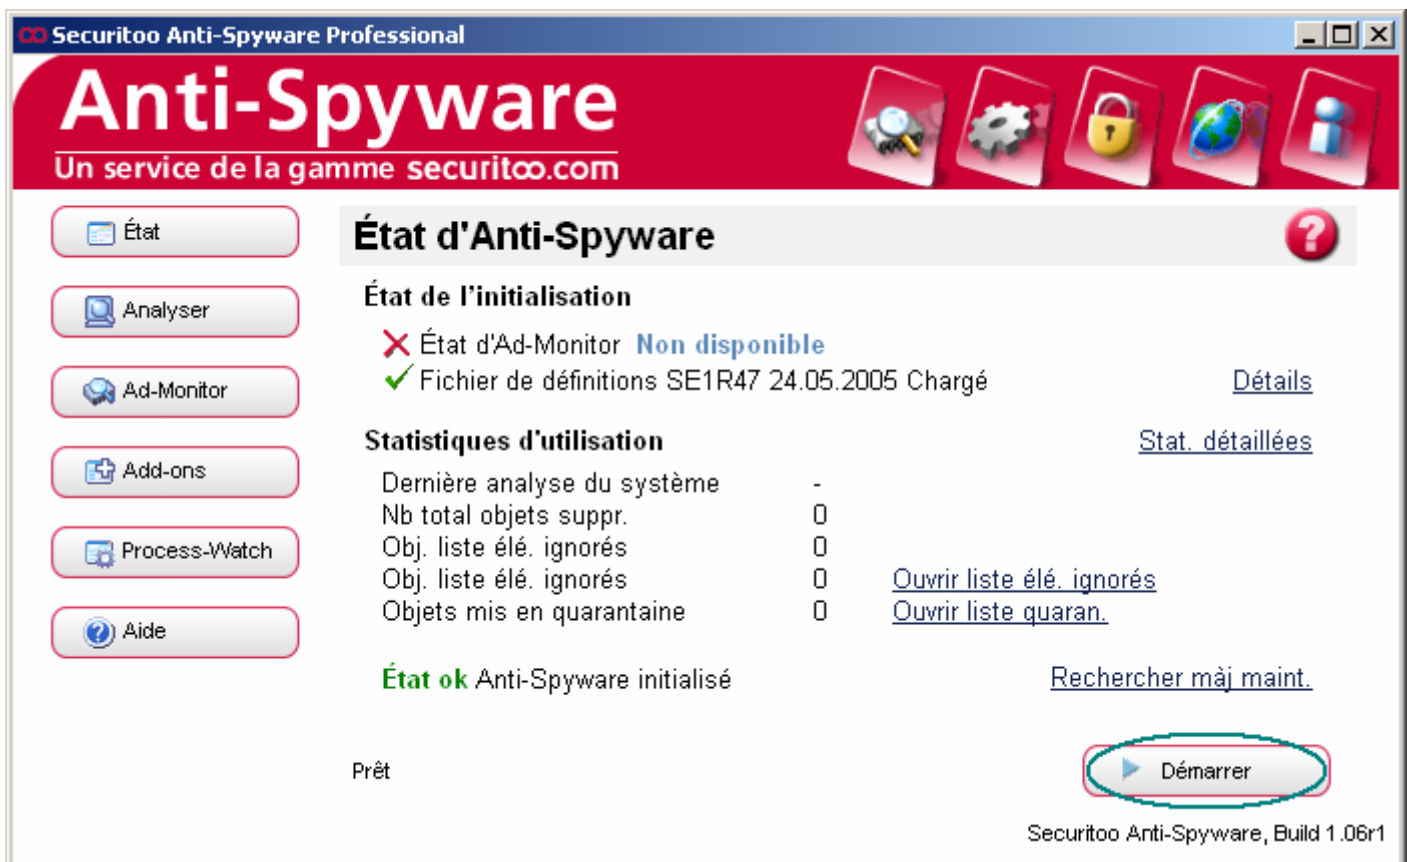 Securitoo Anti-Spyware Professional
Anti-Spyware
Un service de la gamme securitoo.com
État
Analyser
Ad-Monitor
Add-ons
Process-Watch
Aide
État d'Anti-Spyware
?
État de l'initialisation
État d'Ad-Monitor Non disponible
Fichier de définitions SE1R47 24.05.2005 Chargé Détails
Statistiques d'utilisation Stat. détaillées
Dernière analyse du système -
Nb total objets suppr. 0
Obj. liste élé. ignorés 0
Obj. liste élé. ignorés 0 Ouvrir liste élé. ignorés
Objets mis en quarantaine 0 Ouvrir liste quaran.
État ok Anti-Spyware initialisé Rechercher màj maint.
Prêt
Démarrer
Securitoo Anti-Spyware, Build 1.06r1